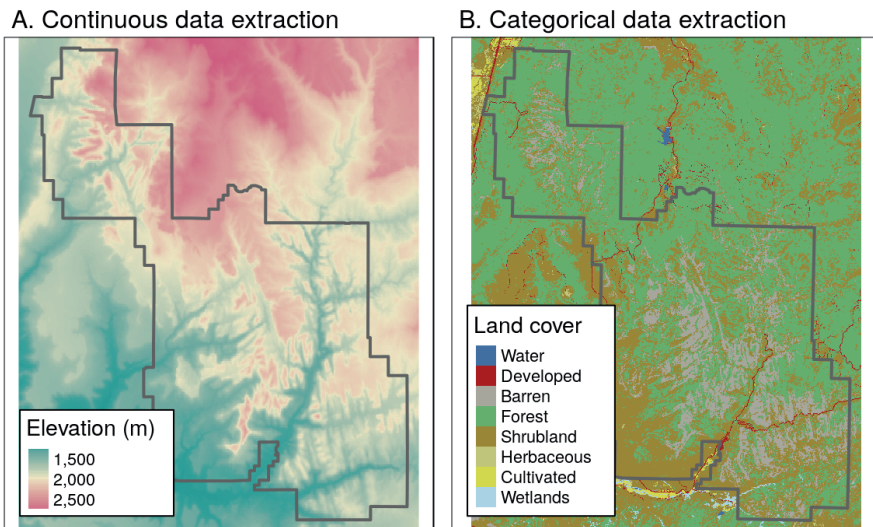 A. Continuous data extraction
B. Categorical data extraction
Elevation (m)
1,500
2,000
2,500
Land cover
Water
Developed
Barren
Forest
Shrubland
Herbaceous
Cultivated
Wetlands